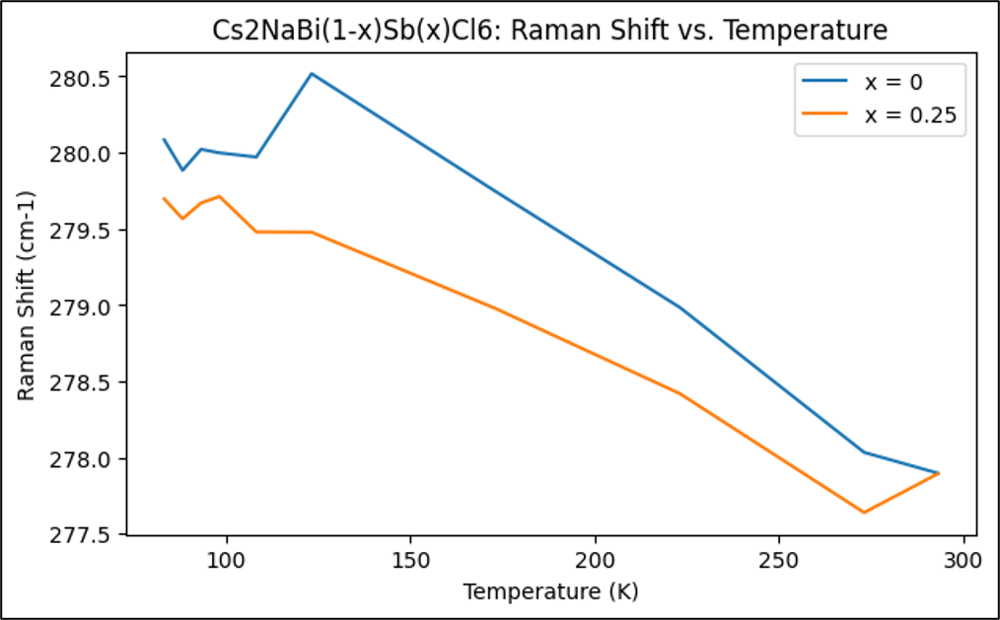 Cs2NaBi(1-x)Sb(x)Cl6: Raman Shift vs. Temperature
x = 0
x = 0.25
280.5
280.0
279.5
279.0
278.5
278.0
277.5
Raman Shift (cm-1)
100 150 200 250 300
Temperature (K)